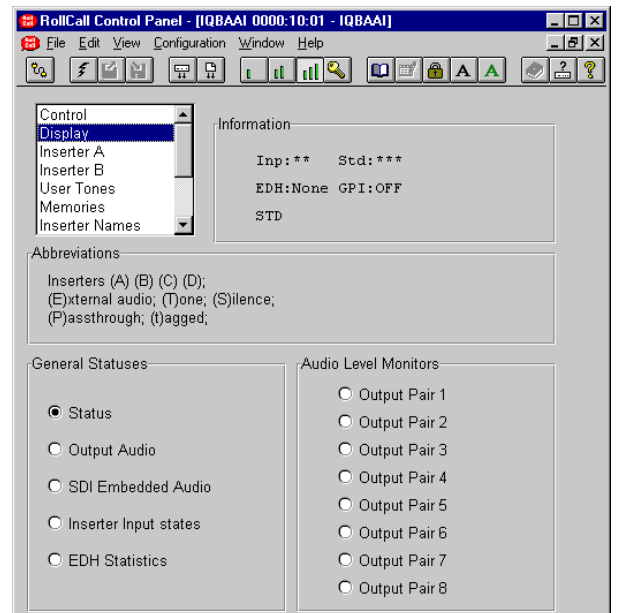 RollCall Control Panel - [IQBAAI 0000:10:01 - IQBAAI]
File Edit View Configuration Window Help
A A
Control
Display
Inserter A
Inserter B
User Tones
Memories
Inserter Names
Information
Inp:** Std:***
EDH:None GPI:OFF
STD
Abbreviations
Inserters (A) (B) (C) (D);
(E)xternal audio; (T)one; (S)ilence;
(P)assthrough; (t)agged;
General Statuses
Status
Output Audio
SDI Embedded Audio
Inserter Input states
EDH Statistics
Audio Level Monitors
Output Pair 1
Output Pair 2
Output Pair 3
Output Pair 4
Output Pair 5
Output Pair 6
Output Pair 7
Output Pair 8